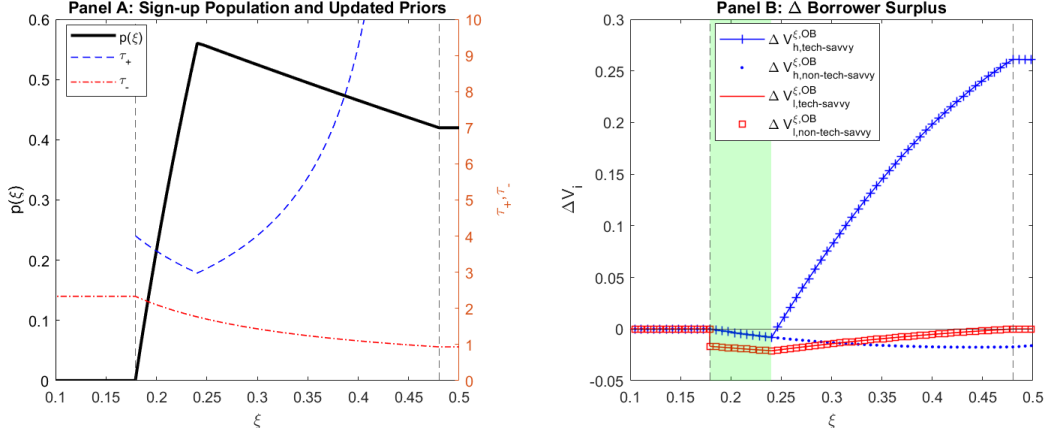 Panel A: Sign-up Population and Updated Priors
p(ξ)
τ+
τ-
0.6
0.5
0.4
0.3
0.2
0.1
0
p(ξ)
10
9
8
7
6
5
4
3
2
1
0
τ+,τ-
0.1 0.15 0.2 0.25 0.3 0.35 0.4 0.45 0.5
ξ
Panel B: Δ Borrower Surplus
Δ V^ξ,OB_h,tech-savvy
Δ V^ξ,OB_h,non-tech-savvy
Δ V^ξ,OB_l,tech-savvy
Δ V^ξ,OB_l,non-tech-savvy
0.3
0.25
0.2
0.15
0.1
0.05
0
-0.05
ΔV_i
0.1 0.15 0.2 0.25 0.3 0.35 0.4 0.45 0.5
ξ